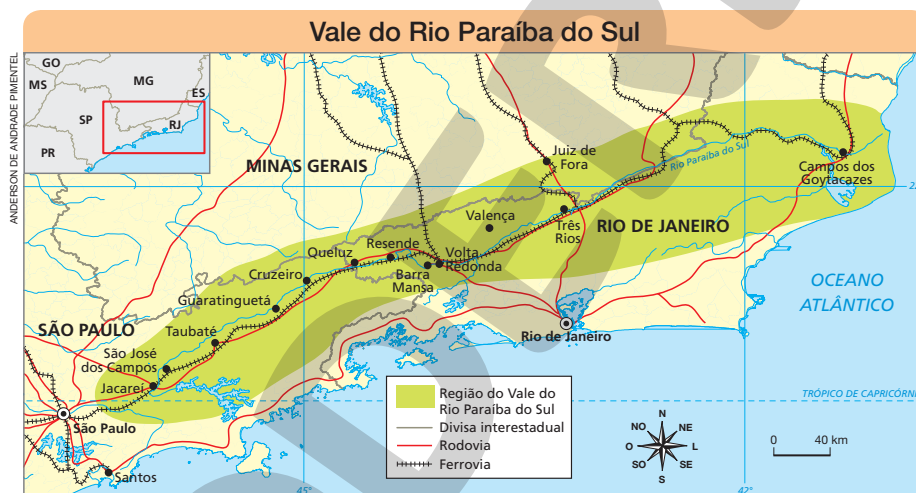 Vale do Rio Paraíba do Sul
ANDERSON DE ANDRADE PIMENTEL
GO
MS
MG
ES
SP
RJ
PR
MINAS GERAIS
Juiz de
Fora
Rio Paraíba do Sul
Campos dos
Goytacazes
Valença
Três
Rios
RIO DE JANEIRO
Queluz
Resende
Volta
Redonda
Barra
Mansa
Cruzeiro
Guaratinguetá
OCEANO
ATLÂNTICO
SÃO PAULO
Taubaté
Rio de Janeiro
São José
dos Campos
Jacareí
São Paulo
Santos
TRÓPICO DE CAPRICÓRN
Região do Vale do
Rio Paraíba do Sul
Divisa interestadual
Rodovia
Ferrovia
N
NO
NE
O
L
SO
SE
S
0
40 km
45°
42°